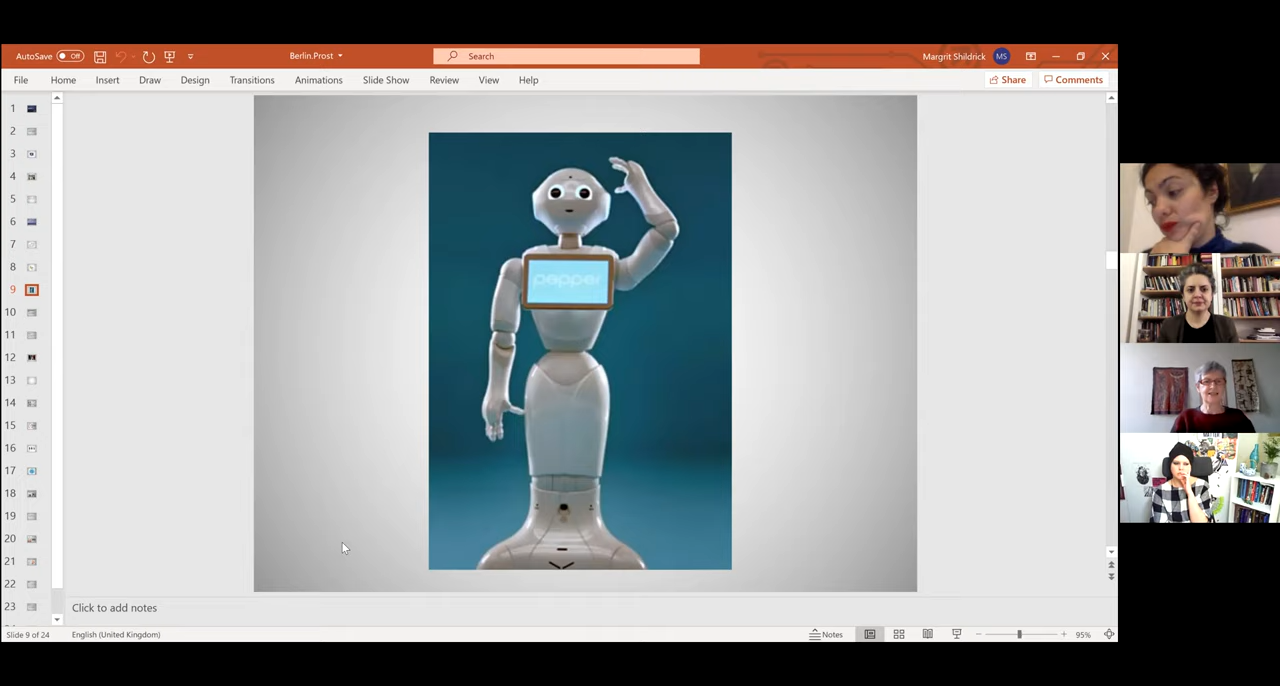 AutoSave Off
Berlin.Prost
Search
Margrit Shildrick MS
File Home Insert Draw Design Transitions Animations Slide Show Review View Help
Share Comments
1
2
3
4
5
6
7
8
9
10
11
12
13
14
15
16
17
18
19
20
21
22
23
pepper
Click to add notes
Slide 9 of 24 English (United Kingdom) Notes 95%